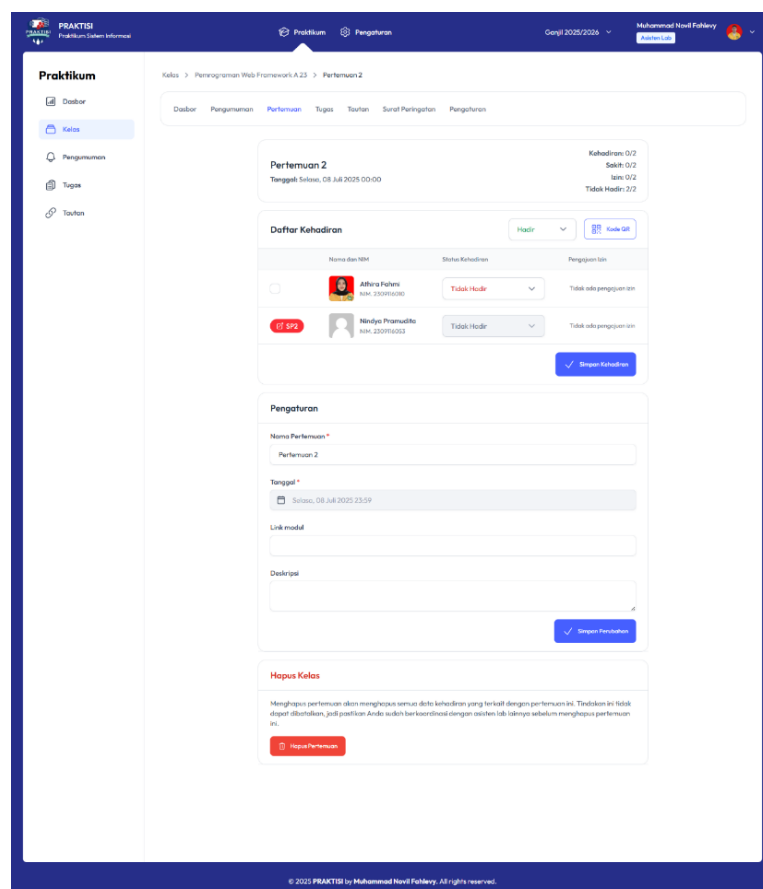 PRAKTISI
Praktikum Sistem Informasi
Praktikum
Pengaturan
Ganjil 2025/2026
Muhammad Novil Fahlevy
Asisten Lab
Praktikum
Dasbor
Kelas
Pengumuman
Tugas
Tautan
Kelas > Pemrograman Web Framework A 23 > Pertemuan 2
Dasbor Pengumuman Pertemuan Tugas Tautan Surat Peringatan Pengaturan
Pertemuan 2
Tanggal: Selasa, 08 Juli 2025 00:00
Kehadiran: 0/2
Sakit: 0/2
Izin: 0/2
Tidak Hadir: 2/2
Daftar Kehadiran
Hadir
Kode QR
Nama dan NIM Status Kehadiran Pengajuan Izin
Athira Fahmi
NIM. 2309116080
Tidak Hadir
Tidak ada pengajuan izin
SP2
Nindya Pramudita
NIM. 2309116053
Tidak Hadir
Tidak ada pengajuan izin
Simpan Kehadiran
Pengaturan
Nama Pertemuan *
Pertemuan 2
Tanggal *
Selasa, 08 Juli 2025 23:59
Link modul
Deskripsi
Simpan Perubahan
Hapus Kelas
Menghapus pertemuan akan menghapus semua data kehadiran yang terkait dengan pertemuan ini. Tindakan ini tidak
dapat dibatalkan, jadi pastikan Anda sudah berkoordinasi dengan asisten lab lainnya sebelum menghapus pertemuan
ini.
Hapus Pertemuan
© 2025 PRAKTISI by Muhammad Novil Fahlevy. All rights reserved.